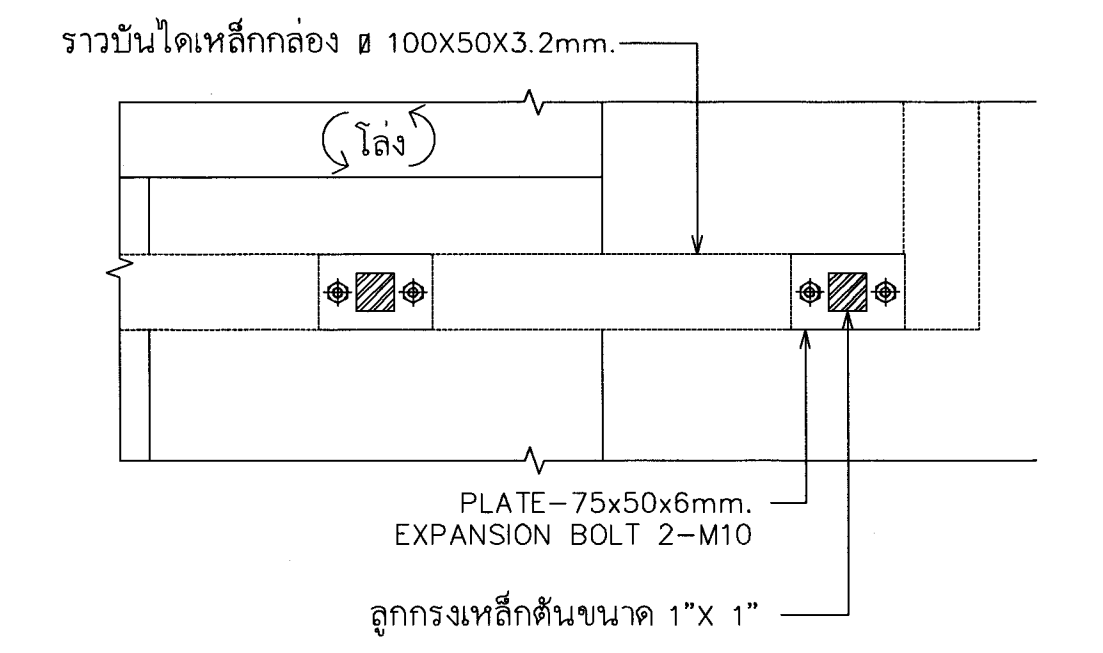 ราวบันไดเหล็กกล่อง ⌀ 100X50X3.2mm.
โล่ง
PLATE-75x50x6mm.
EXPANSION BOLT 2-M10
ลูกกรงเหล็กตันขนาด 1"X 1"